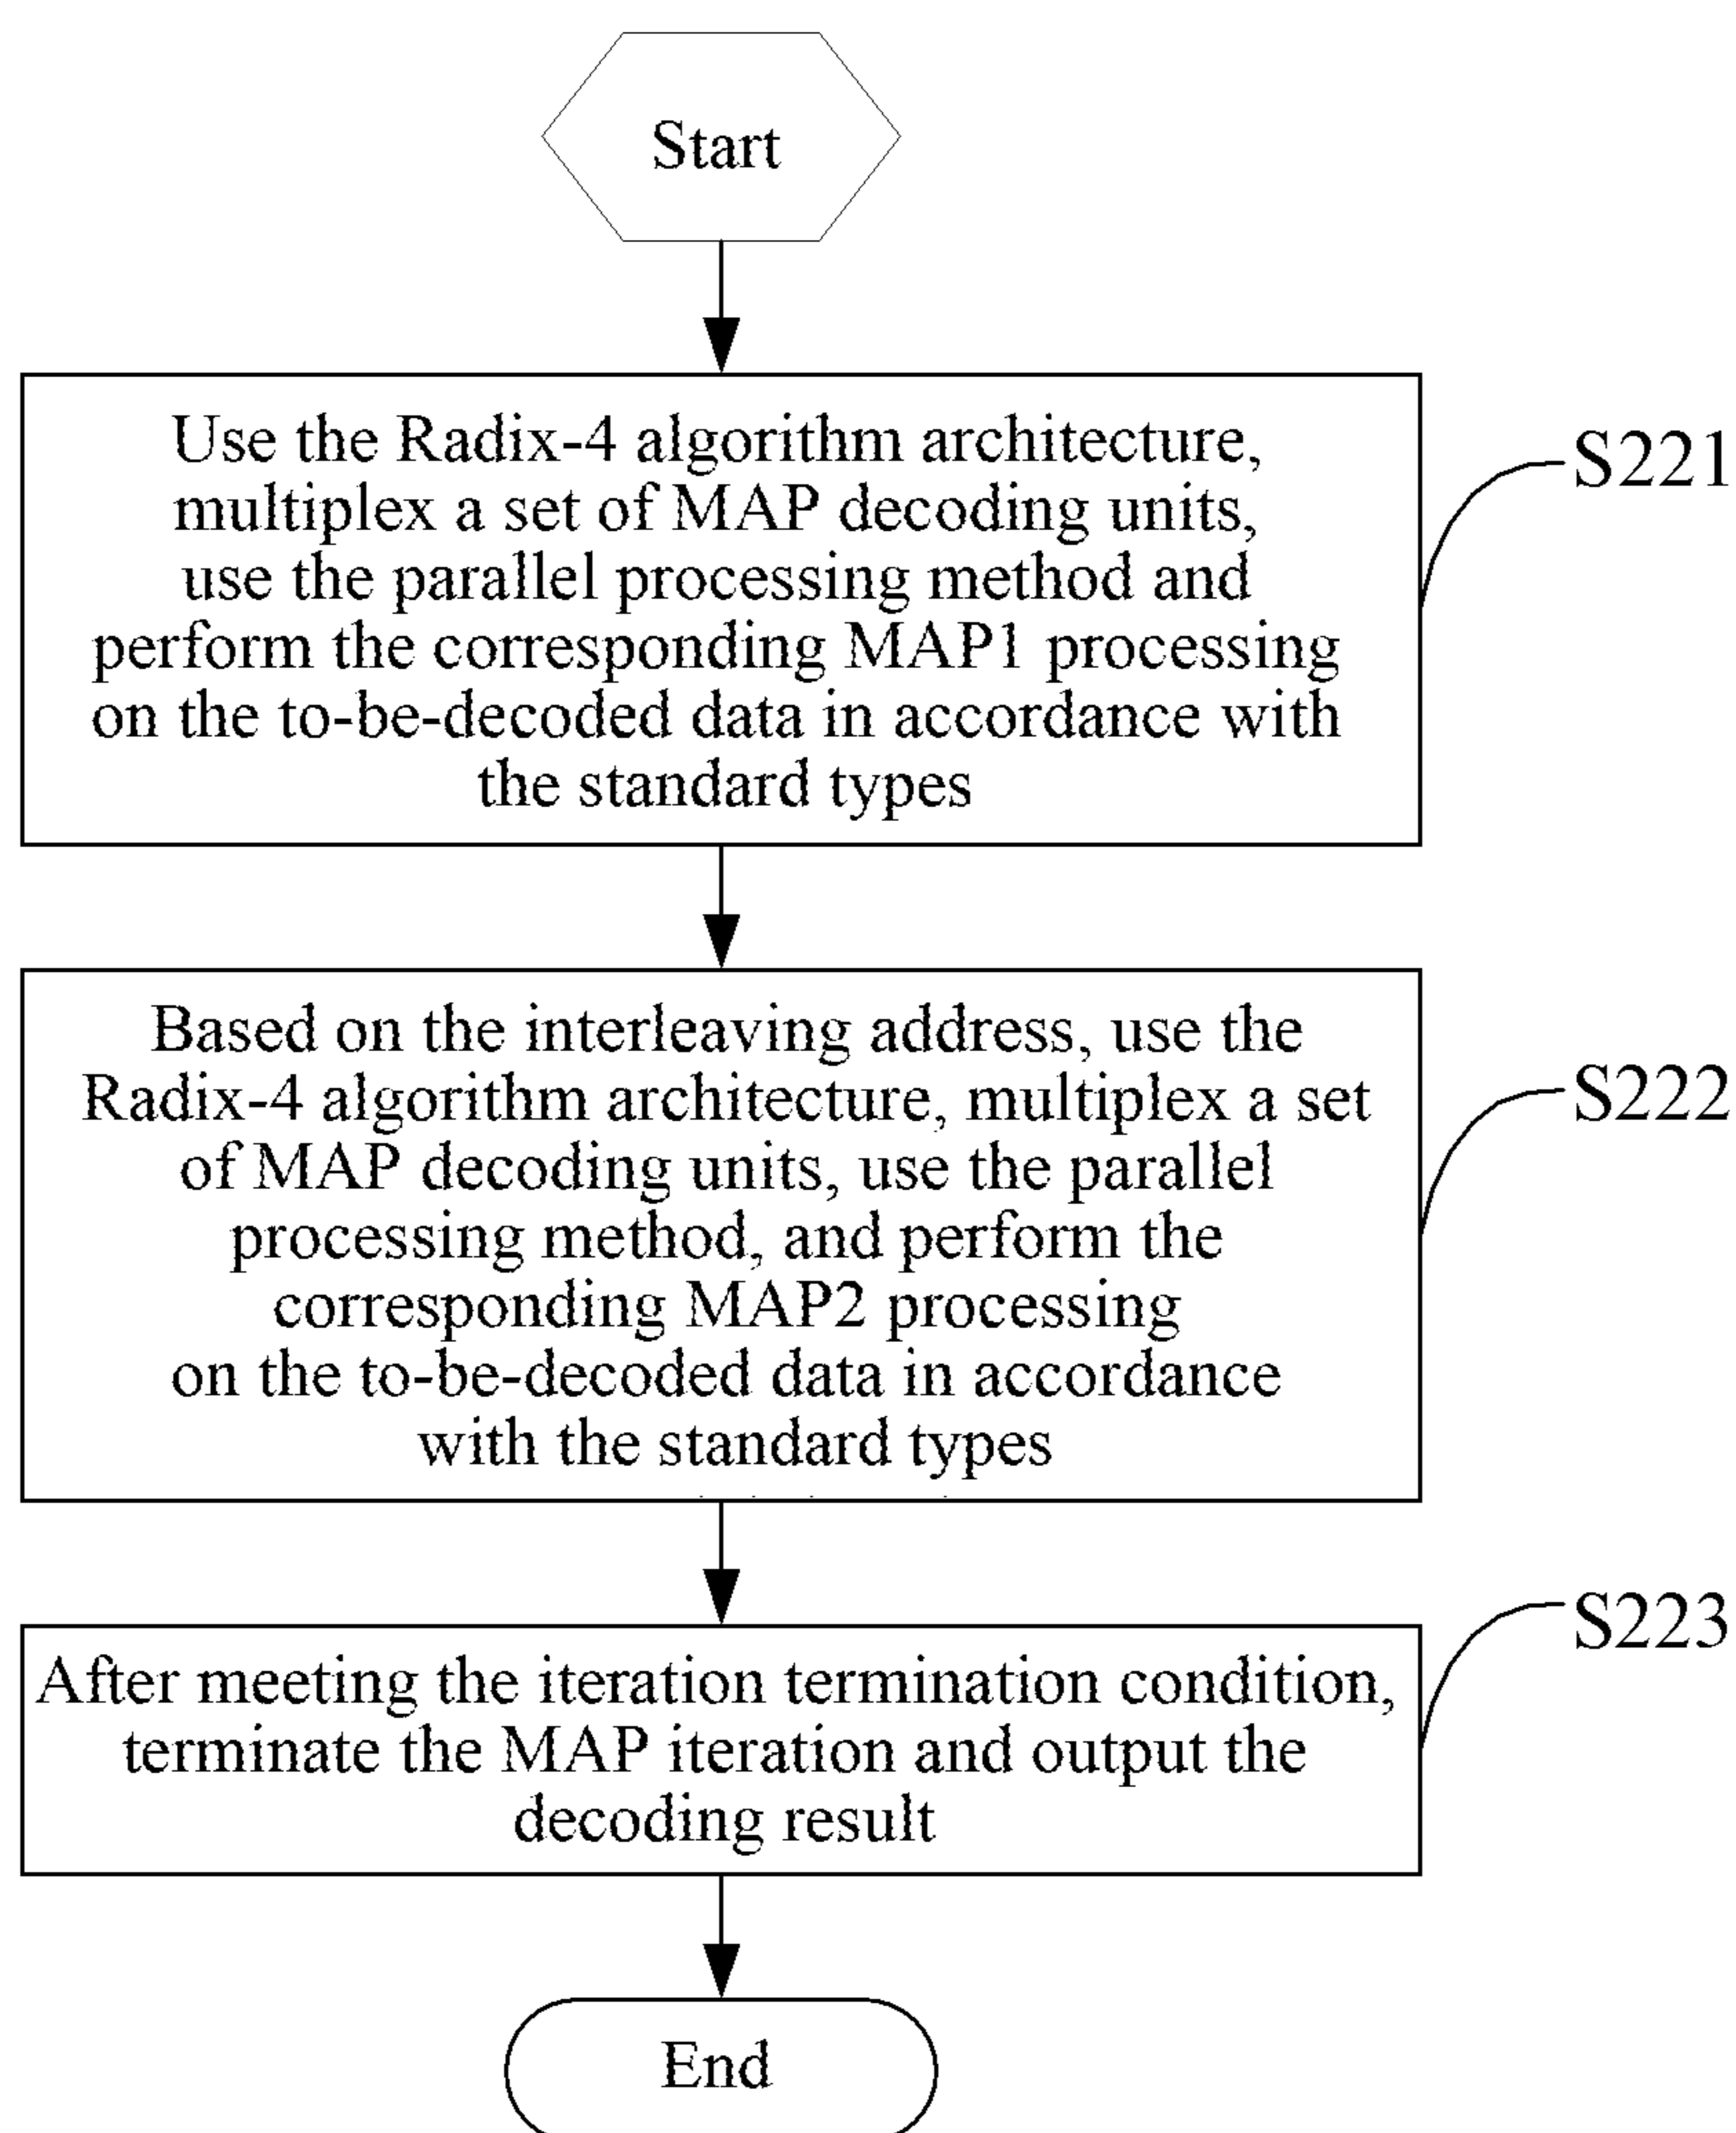 Start
Use the Radix-4 algorithm architecture,
multiplex a set of MAP decoding units,
use the parallel processing method and
perform the corresponding MAP1 processing
on the to-be-decoded data in accordance with
the standard types
S221
Based on the interleaving address, use the
Radix-4 algorithm architecture, multiplex a set
of MAP decoding units, use the parallel
processing method, and perform the
corresponding MAP2 processing
on the to-be-decoded data in accordance
with the standard types
S222
After meeting the iteration termination condition,
terminate the MAP iteration and output the
decoding result
S223
End